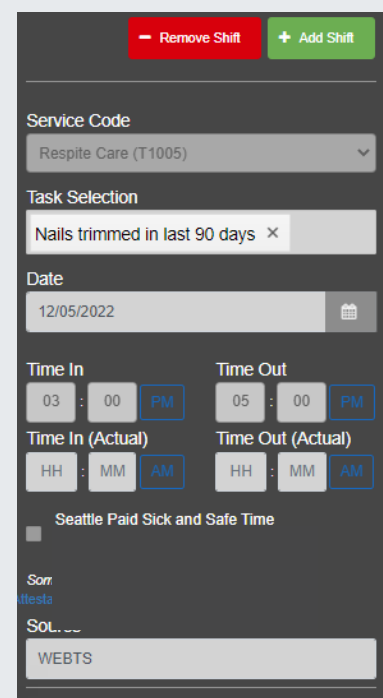 − Remove Shift + Add Shift
Service Code
Respite Care (T1005)
Task Selection
Nails trimmed in last 90 days ×
Date
12/05/2022
Time In Time Out
03 : 00 PM 05 : 00 PM
Time In (Actual) Time Out (Actual)
HH : MM AM HH : MM AM
Seattle Paid Sick and Safe Time
WEBTS